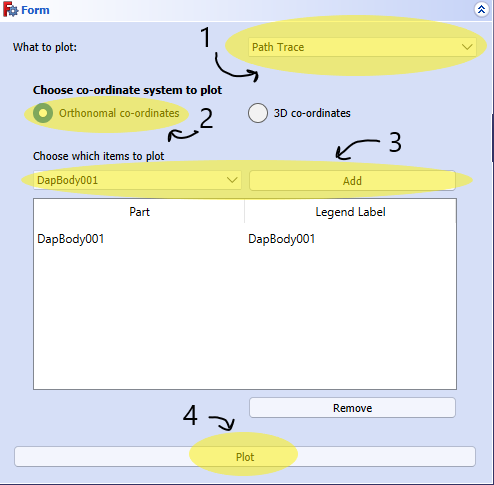 Form
1
What to plot:
Path Trace
Choose co-ordinate system to plot
Orthonomal co-ordinates
3D co-ordinates
2
3
Choose which items to plot
DapBody001
Add
Part Legend Label
DapBody001 DapBody001
Remove
4
Plot